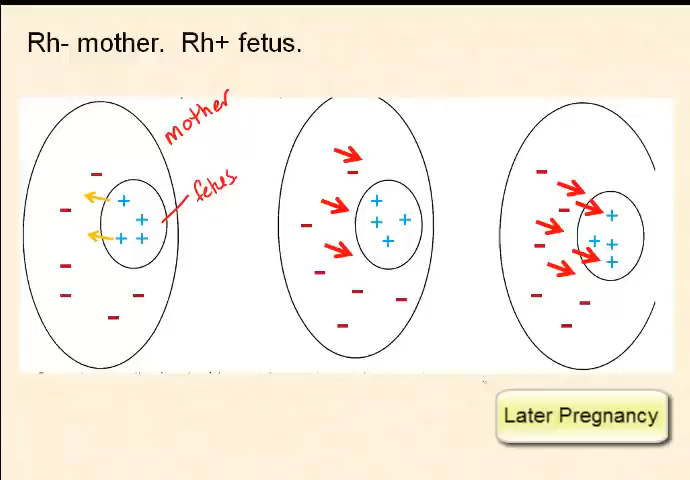 Rh- mother.  Rh+ fetus.
mother
fetus
Later Pregnancy